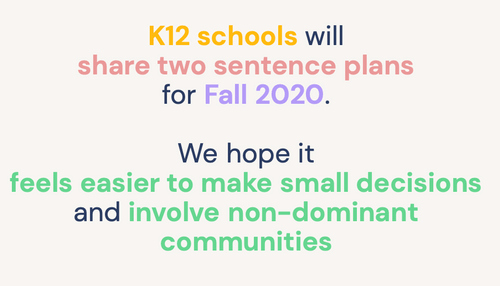 K12 schools will
share two sentence plans
for Fall 2020.
We hope it
feels easier to make small decisions
and involve non-dominant
communities